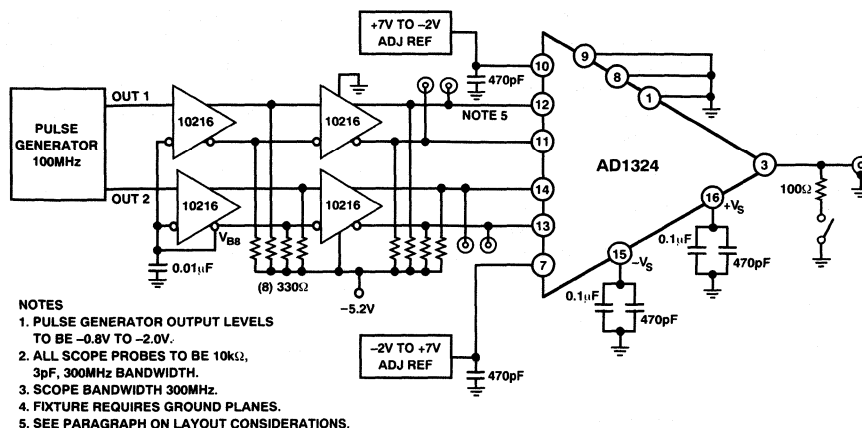 +7V TO –2V
ADJ REF
470pF
10
9
8
1
OUT 1
10216
10216
NOTE 5
12
11
PULSE
GENERATOR
100MHz
AD1324
3
100Ω
OUT 2
10216
10216
14
13
VBB
0.01µF
7
16
+VS
15
–VS
0.1µF
470pF
0.1µF
470pF
(8) 330Ω
–5.2V
–2V TO +7V
ADJ REF
470pF
NOTES
1. PULSE GENERATOR OUTPUT LEVELS
TO BE –0.8V TO –2.0V.
2. ALL SCOPE PROBES TO BE 10kΩ,
3pF, 300MHz BANDWIDTH.
3. SCOPE BANDWIDTH 300MHz.
4. FIXTURE REQUIRES GROUND PLANES.
5. SEE PARAGRAPH ON LAYOUT CONSIDERATIONS.